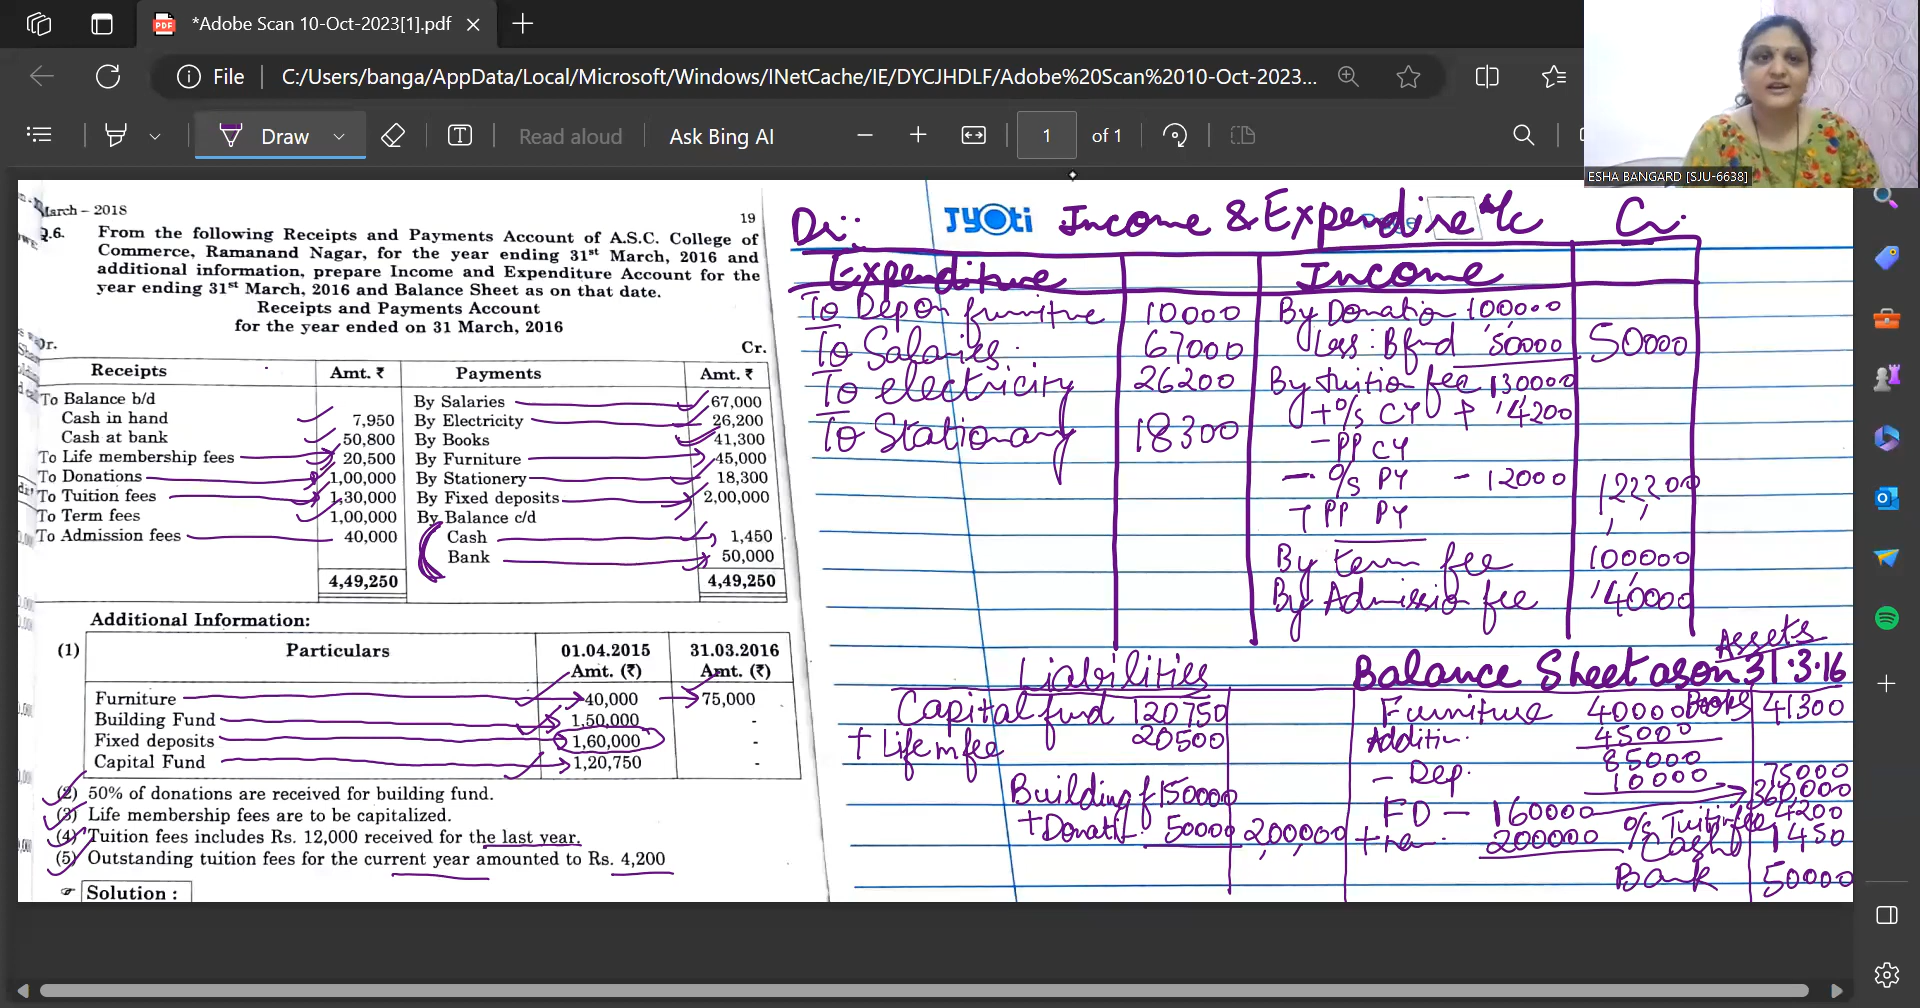 *Adobe Scan 10-Oct-2023[1].pdf
File C:/Users/banga/AppData/Local/Microsoft/Windows/INetCache/IE/DYCJHDLF/Adobe%20Scan%2010-Oct-2023...
Draw Read aloud Ask Bing AI 1 of 1
ESHA BANGARD [SJU-6638]
March – 2018
19
Q.6. From the following Receipts and Payments Account of A.S.C. College of
Commerce, Ramanand Nagar, for the year ending 31st March, 2016 and
additional information, prepare Income and Expenditure Account for the
year ending 31st March, 2016 and Balance Sheet as on that date.
Receipts and Payments Account
for the year ended on 31 March, 2016
Dr. Cr.
Receipts Amt. ₹ Payments Amt. ₹
To Balance b/d By Salaries 67,000
Cash in hand 7,950 By Electricity 26,200
Cash at bank 50,800 By Books 41,300
To Life membership fees 20,500 By Furniture 45,000
To Donations 1,00,000 By Stationery 18,300
To Tuition fees 1,30,000 By Fixed deposits 2,00,000
To Term fees 1,00,000 By Balance c/d
To Admission fees 40,000 Cash 1,450
Bank 50,000
4,49,250 4,49,250
Additional Information:
(1) Particulars 01.04.2015 31.03.2016
Amt. (₹) Amt. (₹)
Furniture 40,000 75,000
Building Fund 1,50,000 -
Fixed deposits 1,60,000 -
Capital Fund 1,20,750 -
(2) 50% of donations are received for building fund.
(3) Life membership fees are to be capitalized.
(4) Tuition fees includes Rs. 12,000 received for the last year.
(5) Outstanding tuition fees for the current year amounted to Rs. 4,200
☞ Solution :
Jyoti
Dr. Income & Expendire A/c Cr.
Expenditure Income
To Dep on furnitre 10000 By Donation 100000
Less: B fund 50000 50000
To Salaries 67000
To electricity 26200 By tuition fee 130000
+ o/s CY + 4200
To Stationary 18300
- PP CY
- o/s PY - 12000 122200
+ PP PY
By term fee 100000
By Admission fee 40000
Liabilities Balance Sheet as on 31.3.16 Assets
Capital fund 120750 Furniture 40000 Books 41300
+ Life m fee 20500 Additin. 45000
85000
- Dep. 10000 75000
Building f 150000 FD - 160000 360000
+ Donati. 50000 200,000 + new 200000 o/s Tuition fee 4200
Cash 1450
Bank 50000